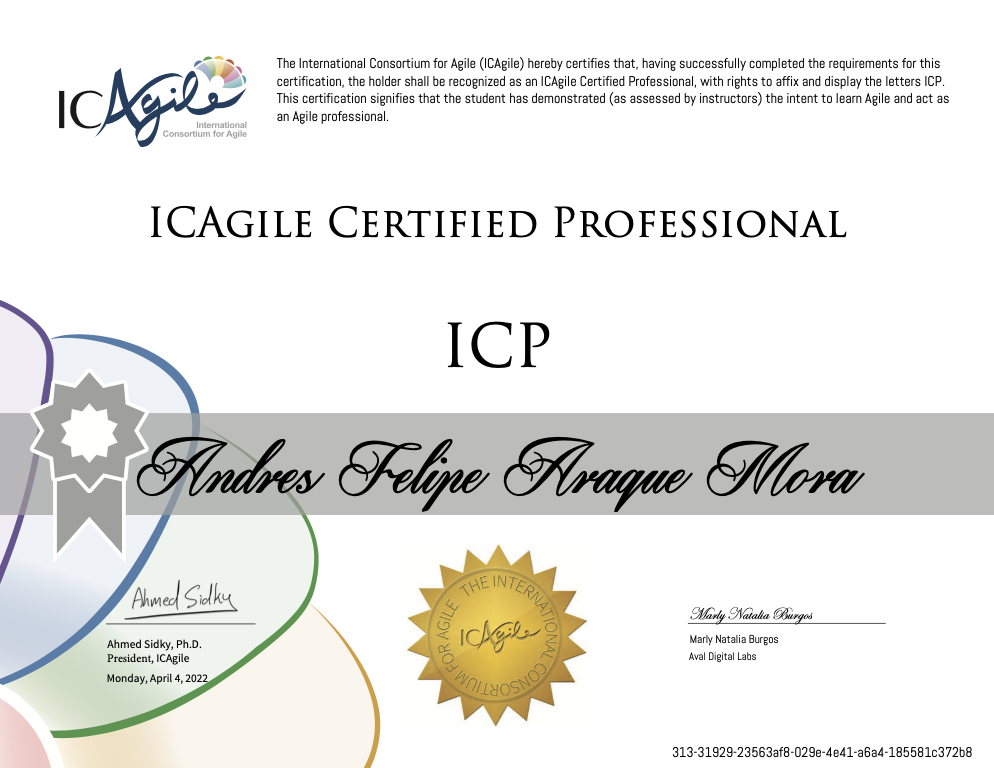 ICAgile
International
Consortium for Agile
The International Consortium for Agile (ICAgile) hereby certifies that, having successfully completed the requirements for this
certification, the holder shall be recognized as an ICAgile Certified Professional, with rights to affix and display the letters ICP.
This certification signifies that the student has demonstrated (as assessed by instructors) the intent to learn Agile and act as
an Agile professional.
ICAgile Certified Professional
ICP
Andres Felipe Araque Mora
Ahmed Sidky
Ahmed Sidky, Ph.D.
President, ICAgile
Monday, April 4, 2022
THE INTERNATIONAL CONSORTIUM FOR AGILE
ICAgile
Marly Natalia Burgos
Marly Natalia Burgos
Aval Digital Labs
313-31929-23563af8-029e-4e41-a6a4-185581c372b8